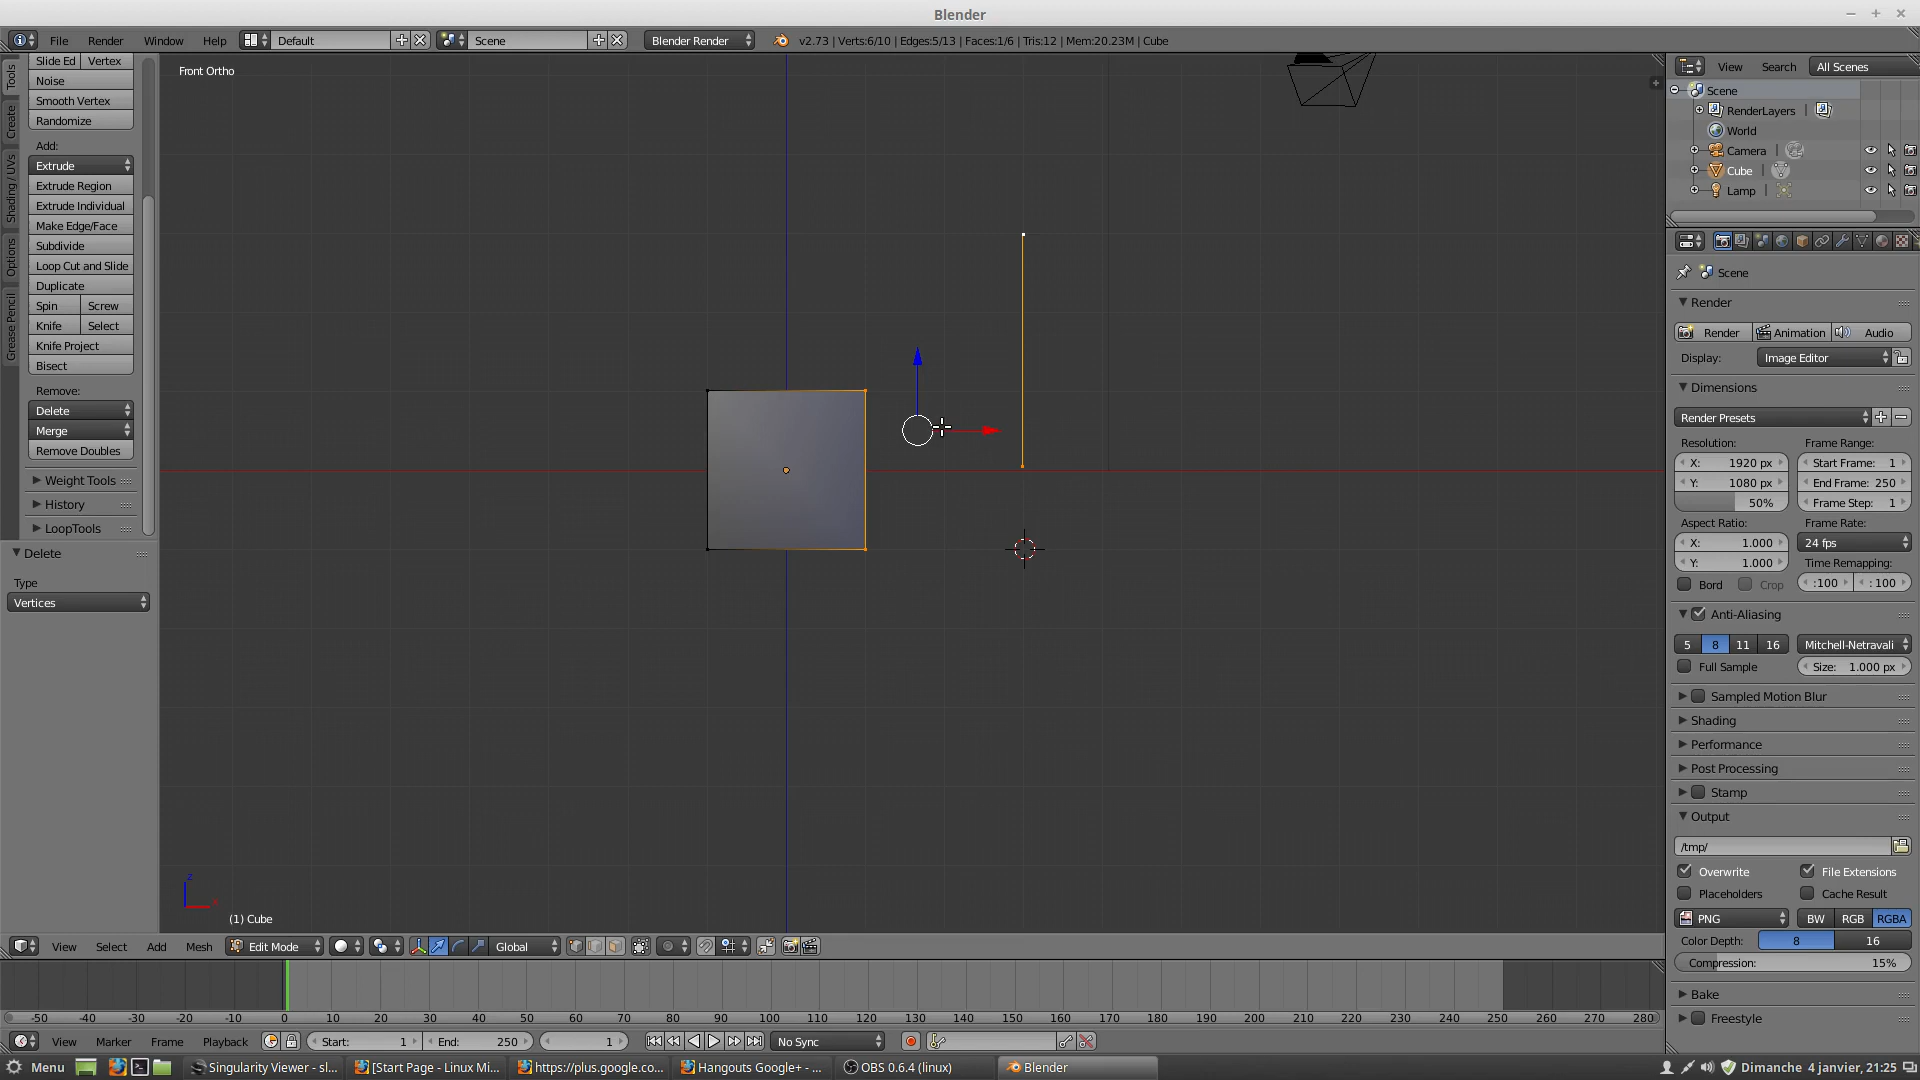 Blender
File Render Window Help Default Scene Blender Render v2.73 | Verts:6/10 | Edges:5/13 | Faces:1/6 | Tris:12 | Mem:20.23M | Cube
Slide Ed Vertex
Noise
Smooth Vertex
Randomize
Add:
Extrude
Extrude Region
Extrude Individual
Make Edge/Face
Subdivide
Loop Cut and Slide
Duplicate
Spin Screw
Knife Select
Knife Project
Bisect
Remove:
Delete
Merge
Remove Doubles
Weight Tools
History
LoopTools
Delete
Type
Vertices
Tools
Create
Shading / UVs
Options
Grease Pencil
Front Ortho
z
x
(1) Cube
View Search All Scenes
Scene
RenderLayers
World
Camera
Cube
Lamp
Scene
Render
Render Animation Audio
Display: Image Editor
Dimensions
Render Presets
Resolution: Frame Range:
X: 1920 px Start Frame: 1
Y: 1080 px End Frame: 250
50% Frame Step: 1
Aspect Ratio: Frame Rate:
X: 1.000 24 fps
Y: 1.000 Time Remapping:
Bord Crop :100 :100
Anti-Aliasing
5 8 11 16 Mitchell-Netravali
Full Sample Size: 1.000 px
Sampled Motion Blur
Shading
Performance
Post Processing
Stamp
Output
/tmp/
Overwrite File Extensions
Placeholders Cache Result
PNG BW RGB RGBA
Color Depth: 8 16
Compression: 15%
Bake
Freestyle
View Select Add Mesh Edit Mode Global
-50 -40 -30 -20 -10 0 10 20 30 40 50 60 70 80 90 100 110 120 130 140 150 160 170 180 190 200 210 220 230 240 250 260 270 280
View Marker Frame Playback Start: 1 End: 250 1 No Sync
Menu Singularity Viewer - sl... [Start Page - Linux Mi... https://plus.google.co... Hangouts Google+ - ... OBS 0.6.4 (linux) Blender Dimanche 4 janvier, 21:25